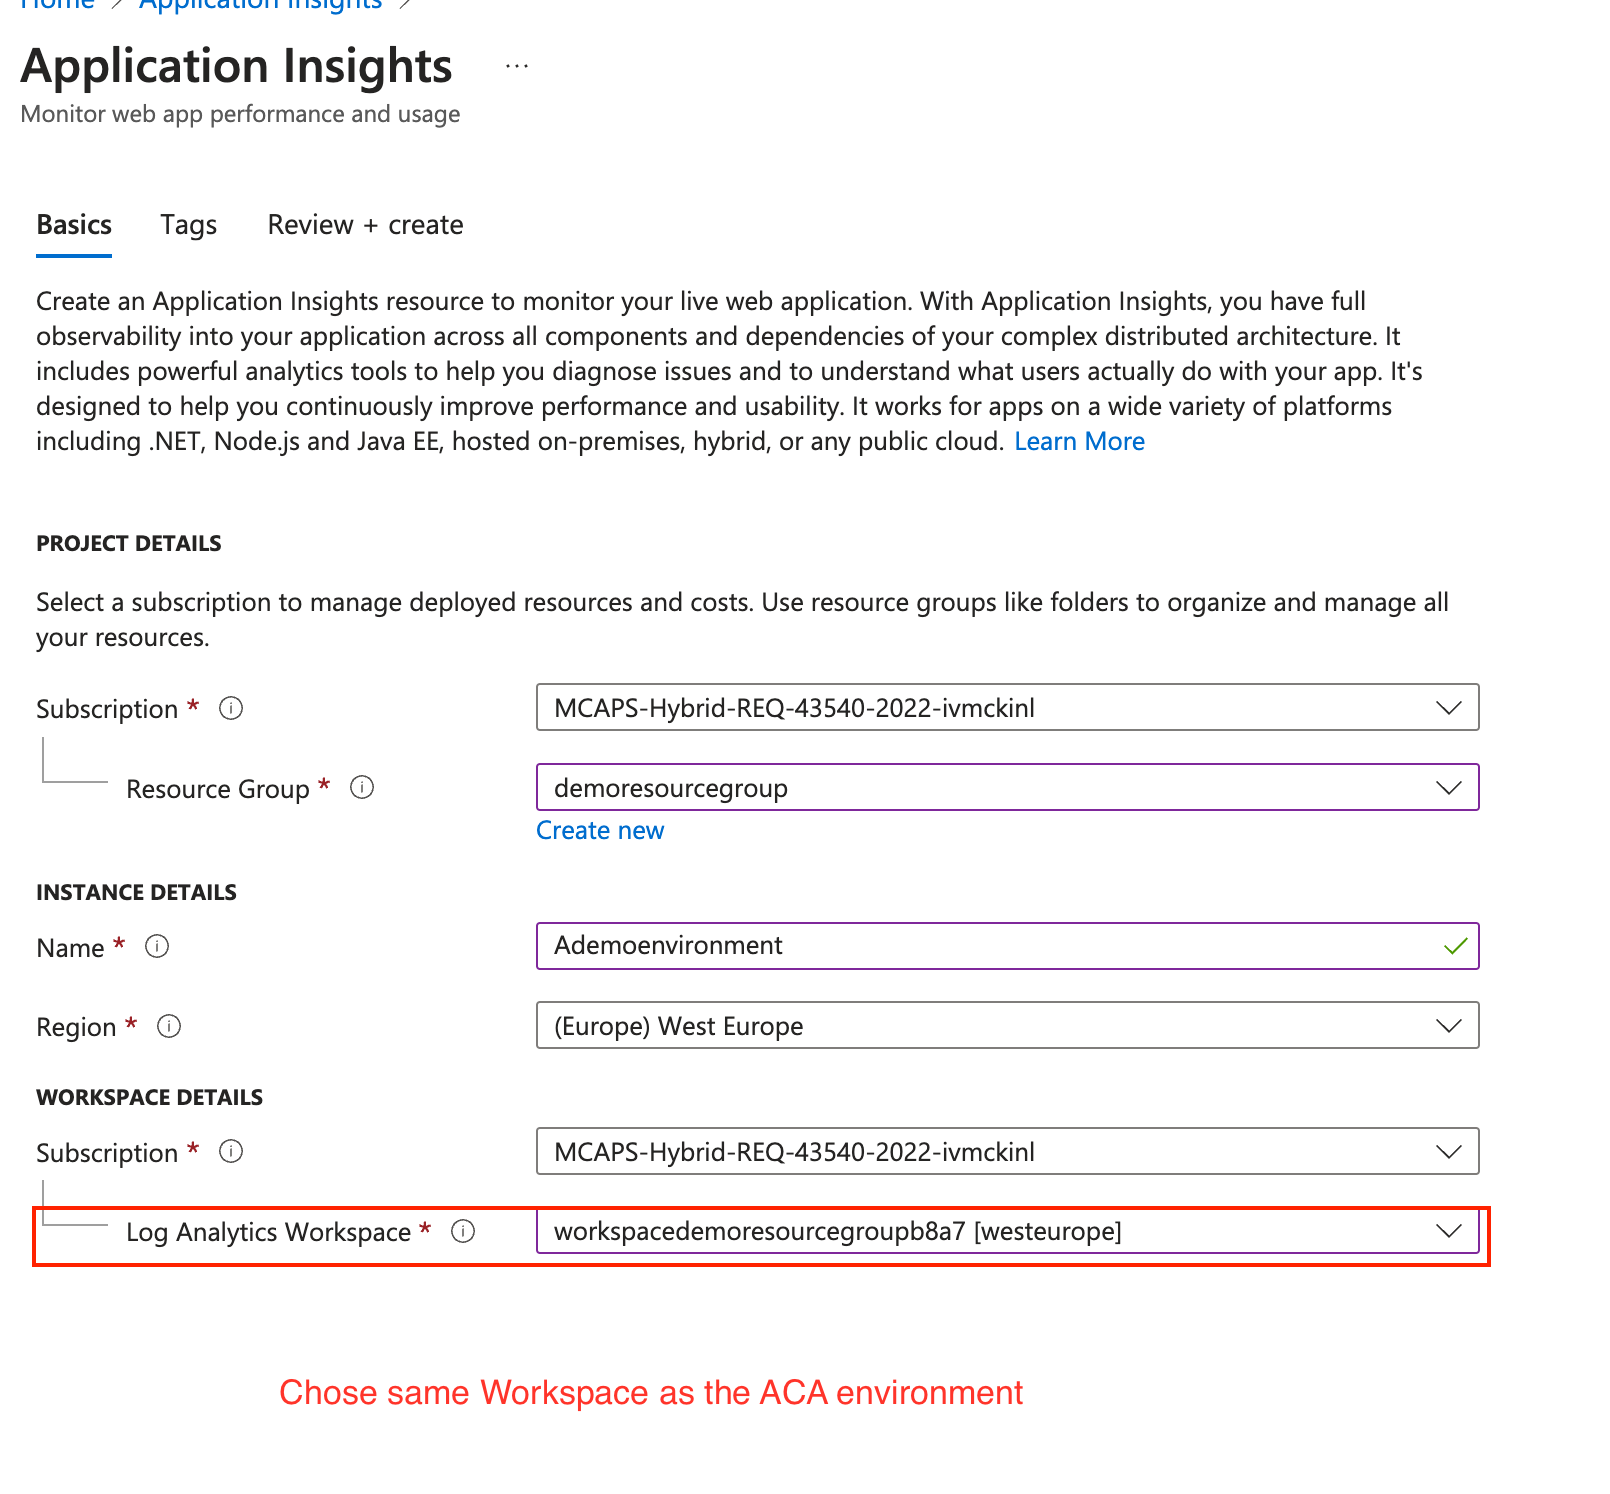 Home > Application Insights >
Application Insights ...
Monitor web app performance and usage
Basics Tags Review + create
Create an Application Insights resource to monitor your live web application. With Application Insights, you have full
observability into your application across all components and dependencies of your complex distributed architecture. It
includes powerful analytics tools to help you diagnose issues and to understand what users actually do with your app. It's
designed to help you continuously improve performance and usability. It works for apps on a wide variety of platforms
including .NET, Node.js and Java EE, hosted on-premises, hybrid, or any public cloud. Learn More
PROJECT DETAILS
Select a subscription to manage deployed resources and costs. Use resource groups like folders to organize and manage all
your resources.
Subscription * MCAPS-Hybrid-REQ-43540-2022-ivmckinl
Resource Group * demoresourcegroup
Create new
INSTANCE DETAILS
Name * Ademoenvironment
Region * (Europe) West Europe
WORKSPACE DETAILS
Subscription * MCAPS-Hybrid-REQ-43540-2022-ivmckinl
Log Analytics Workspace * workspacedemoresourcegroupb8a7 [westeurope]
Chose same Workspace as the ACA environment